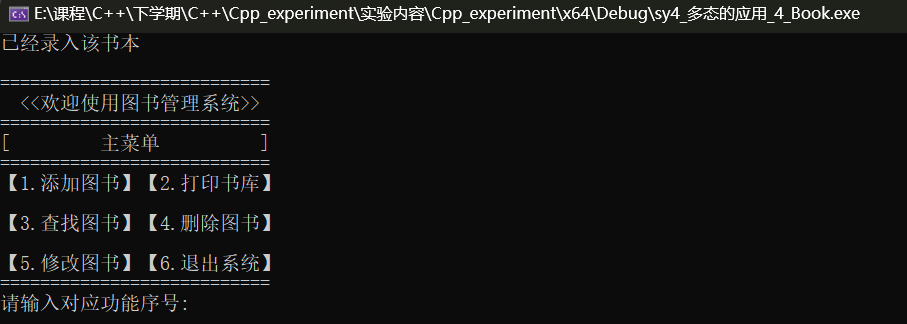 E:\课程\C++\下学期\C++\Cpp_experiment\实验内容\Cpp_experiment\x64\Debug\sy4_多态的应用_4_Book.exe
已经录入该书本
===========================
<<欢迎使用图书管理系统>>
===========================
[ 主菜单 ]
===========================
【1.添加图书】【2.打印书库】
【3.查找图书】【4.删除图书】
【5.修改图书】【6.退出系统】
===========================
请输入对应功能序号: